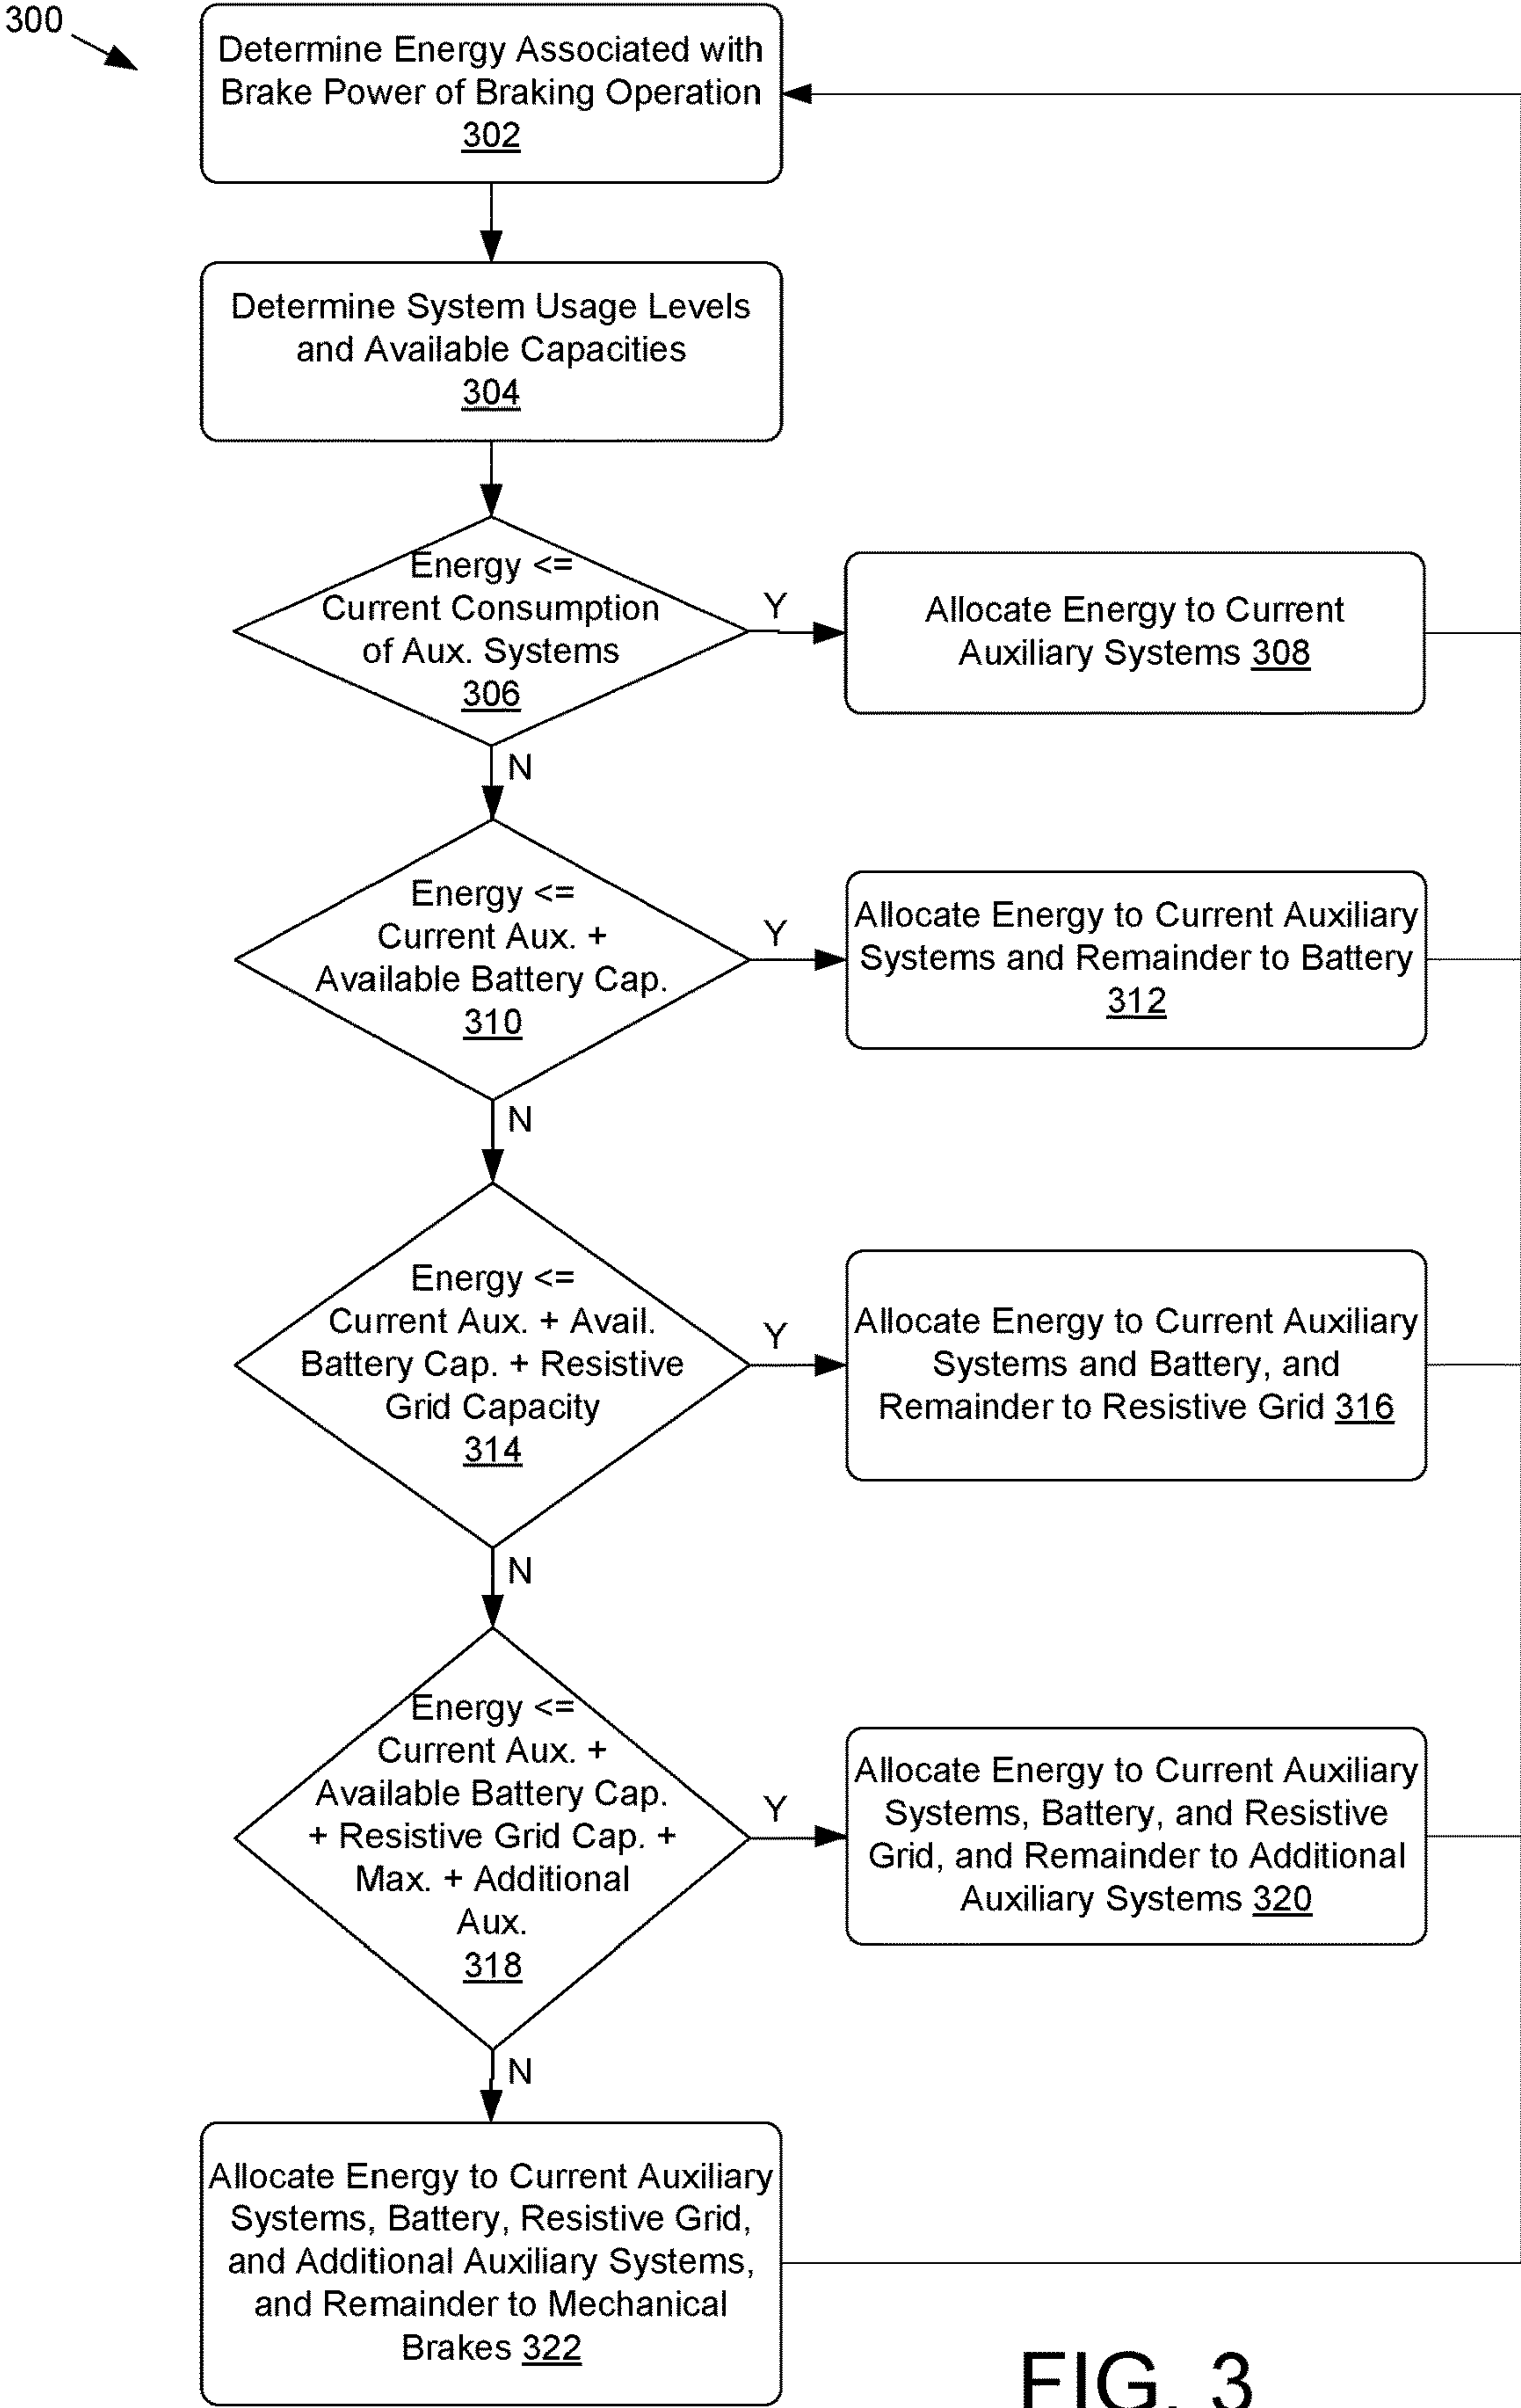 300
Determine Energy Associated with
Brake Power of Braking Operation
302
Determine System Usage Levels
and Available Capacities
304
Energy <=
Current Consumption
of Aux. Systems
306
Y
Allocate Energy to Current
Auxiliary Systems 308
N
Energy <=
Current Aux. +
Available Battery Cap.
310
Y
Allocate Energy to Current Auxiliary
Systems and Remainder to Battery
312
N
Energy <=
Current Aux. + Avail.
Battery Cap. + Resistive
Grid Capacity
314
Y
Allocate Energy to Current Auxiliary
Systems and Battery, and
Remainder to Resistive Grid 316
N
Energy <=
Current Aux. +
Available Battery Cap.
+ Resistive Grid Cap. +
Max. + Additional
Aux.
318
Y
Allocate Energy to Current Auxiliary
Systems, Battery, and Resistive
Grid, and Remainder to Additional
Auxiliary Systems 320
N
Allocate Energy to Current Auxiliary
Systems, Battery, Resistive Grid,
and Additional Auxiliary Systems,
and Remainder to Mechanical
Brakes 322
FIG. 3